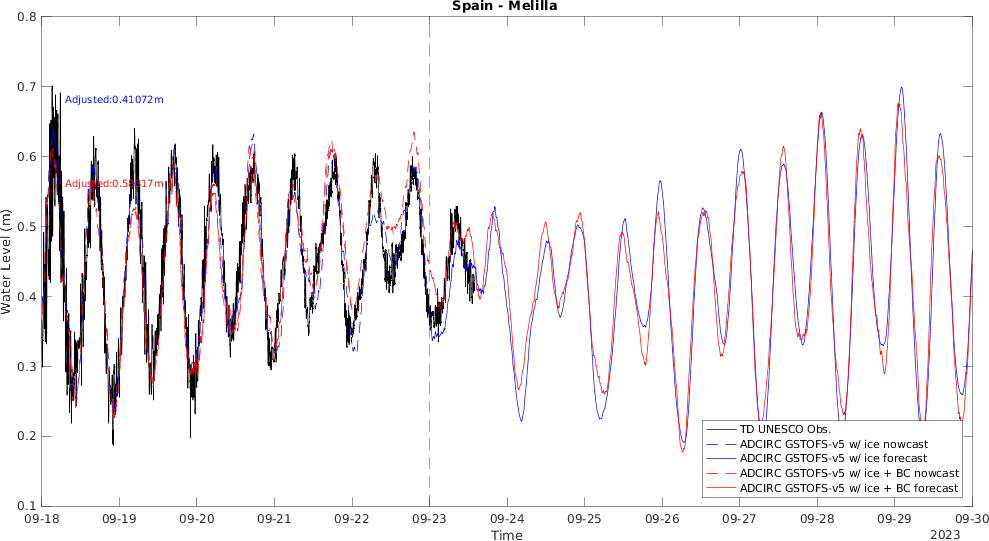 Spain - Melilla
0.8
0.7
0.6
0.5
0.4
0.3
0.2
0.1
Water Level (m)
Adjusted:0.41072m
TD UNESCO Obs.
ADCIRC GSTOFS-v5 w/ ice nowcast
ADCIRC GSTOFS-v5 w/ ice forecast
ADCIRC GSTOFS-v5 w/ ice + BC nowcast
ADCIRC GSTOFS-v5 w/ ice + BC forecast
09-18 09-19 09-20 09-21 09-22 09-23 09-24 09-25 09-26 09-27 09-28 09-29 09-30
Time
2023